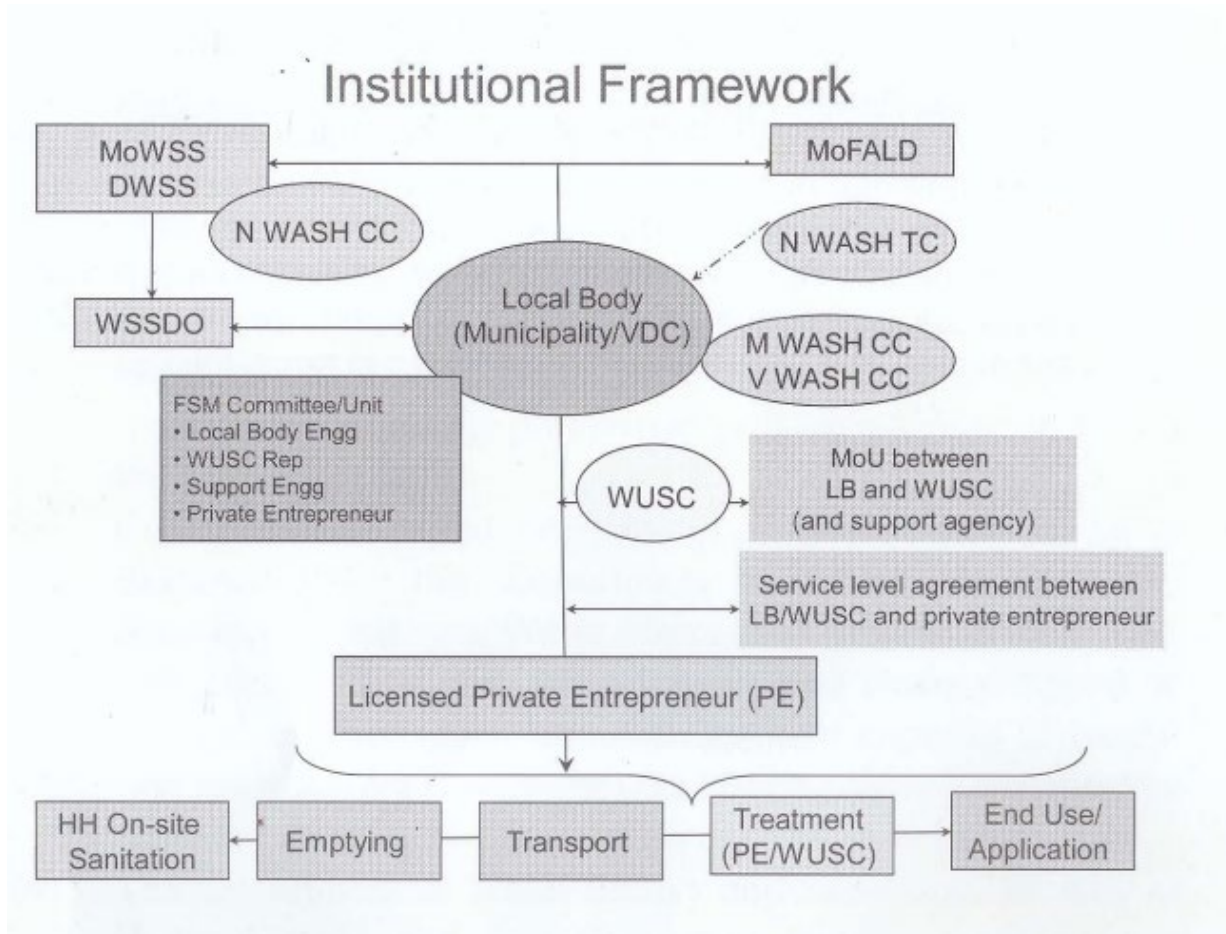 Institutional Framework
MoWSS
DWSS
MoFALD
N WASH CC
N WASH TC
WSSDO
Local Body
(Municipality/VDC)
M WASH CC
V WASH CC
FSM Committee/Unit
• Local Body Engg
• WUSC Rep
• Support Engg
• Private Entrepreneur
WUSC
MoU between
LB and WUSC
(and support agency)
Service level agreement between
LB/WUSC and private entrepreneur
Licensed Private Entrepreneur (PE)
HH On-site
Sanitation
Emptying
Transport
Treatment
(PE/WUSC)
End Use/
Application